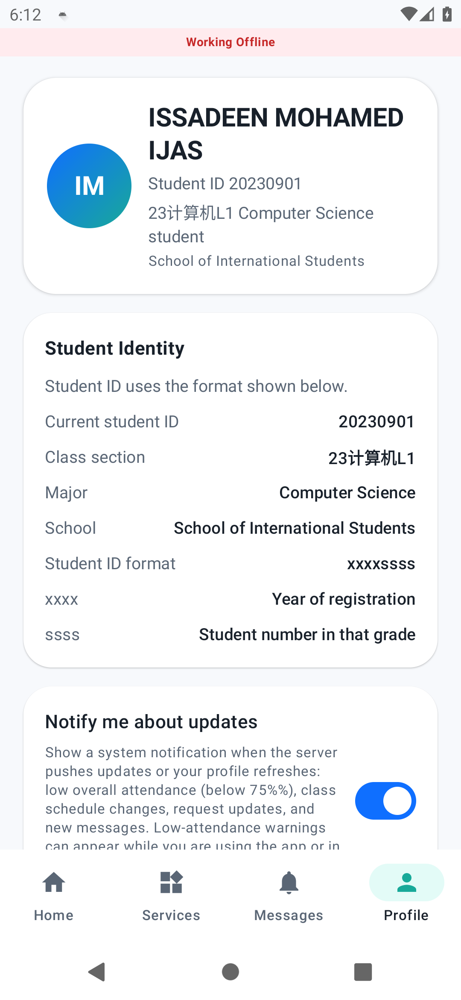 6:12
Working Offline
ISSADEEN MOHAMED
IJAS
IM
Student ID 20230901
23计算机L1 Computer Science
student
School of International Students
Student Identity
Student ID uses the format shown below.
Current student ID 20230901
Class section 23计算机L1
Major Computer Science
School School of International Students
Student ID format xxxxssss
xxxx Year of registration
ssss Student number in that grade
Notify me about updates
Show a system notification when the server
pushes updates or your profile refreshes:
low overall attendance (below 75%%), class
schedule changes, request updates, and
new messages. Low-attendance warnings
can appear while you are using the app or in
Home Services Messages Profile